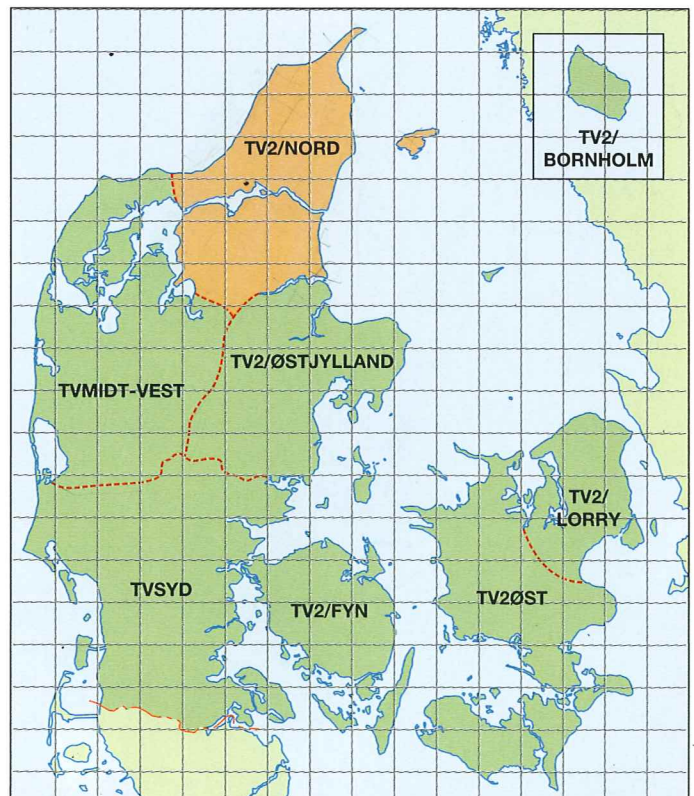 TV2/NORD
TV2/
BORNHOLM
TV2/ØSTJYLLAND
TVMIDT-VEST
TV2/
LORRY
TVSYD
TV2/FYN
TV2ØST